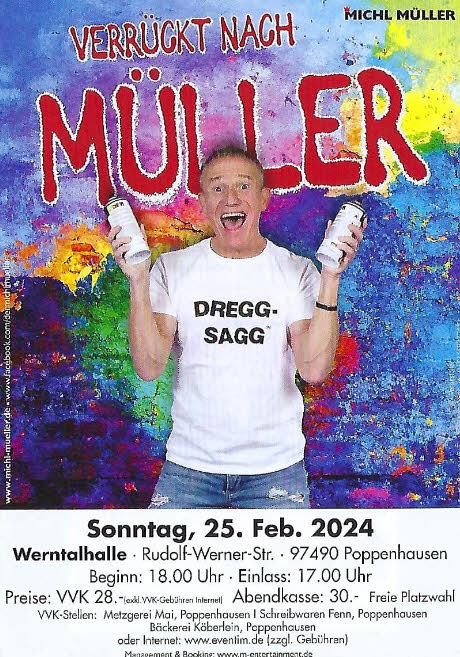 MICHL MÜLLER
VERRÜCKT NACH
MÜLLER
DREGG-
SAGG®
www.michl-mueller.de • www.facebook.com/dermichlmueller
Sonntag, 25. Feb. 2024
Werntalhalle · Rudolf-Werner-Str. · 97490 Poppenhausen
Beginn: 18.00 Uhr · Einlass: 17.00 Uhr
Preise: VVK 28.-(exkl. VVK-Gebühren Internet) Abendkasse: 30.- Freie Platzwahl
VVK-Stellen: Metzgerei Mai, Poppenhausen I Schreibwaren Fenn, Poppenhausen
Bäckerei Köberlein, Poppenhausen
oder Internet: www.eventim.de (zzgl. Gebühren)
Management & Booking: www.m-entertainment.de